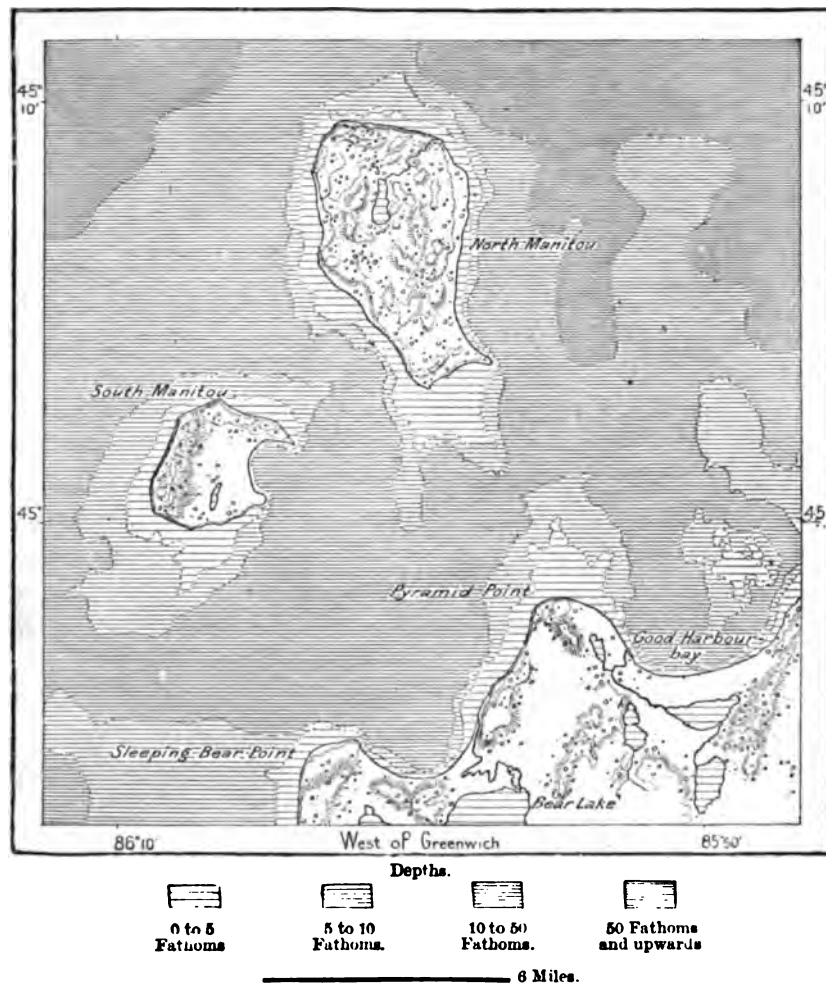 45°
10'
45°
10'
North Manitou
South Manitou
45°
45°
Pyramid Point
Good Harbour
bay
Sleeping Bear Point
Bear Lake
86°10'
West of Greenwich
85°50'
Depths.
0 to 5
Fathoms
5 to 10
Fathoms.
10 to 50
Fathoms.
50 Fathoms
and upwards
6 Miles.